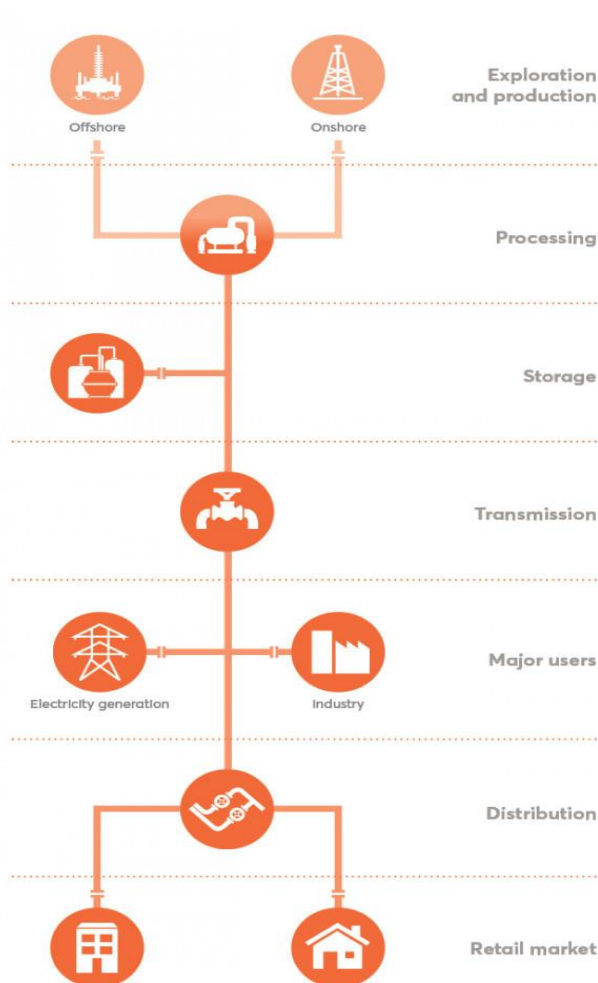 Exploration
and production
Offshore
Onshore
Processing
Storage
Transmission
Major users
Electricity generation
Industry
Distribution
Retail market